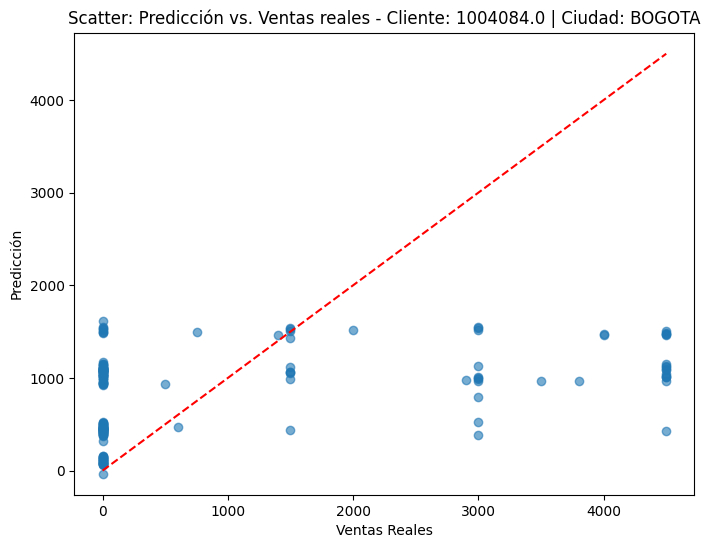 Scatter: Predicción vs. Ventas reales - Cliente: 1004084.0 | Ciudad: BOGOTA
4000
3000
2000
1000
0
Predicción
0 1000 2000 3000 4000
Ventas Reales